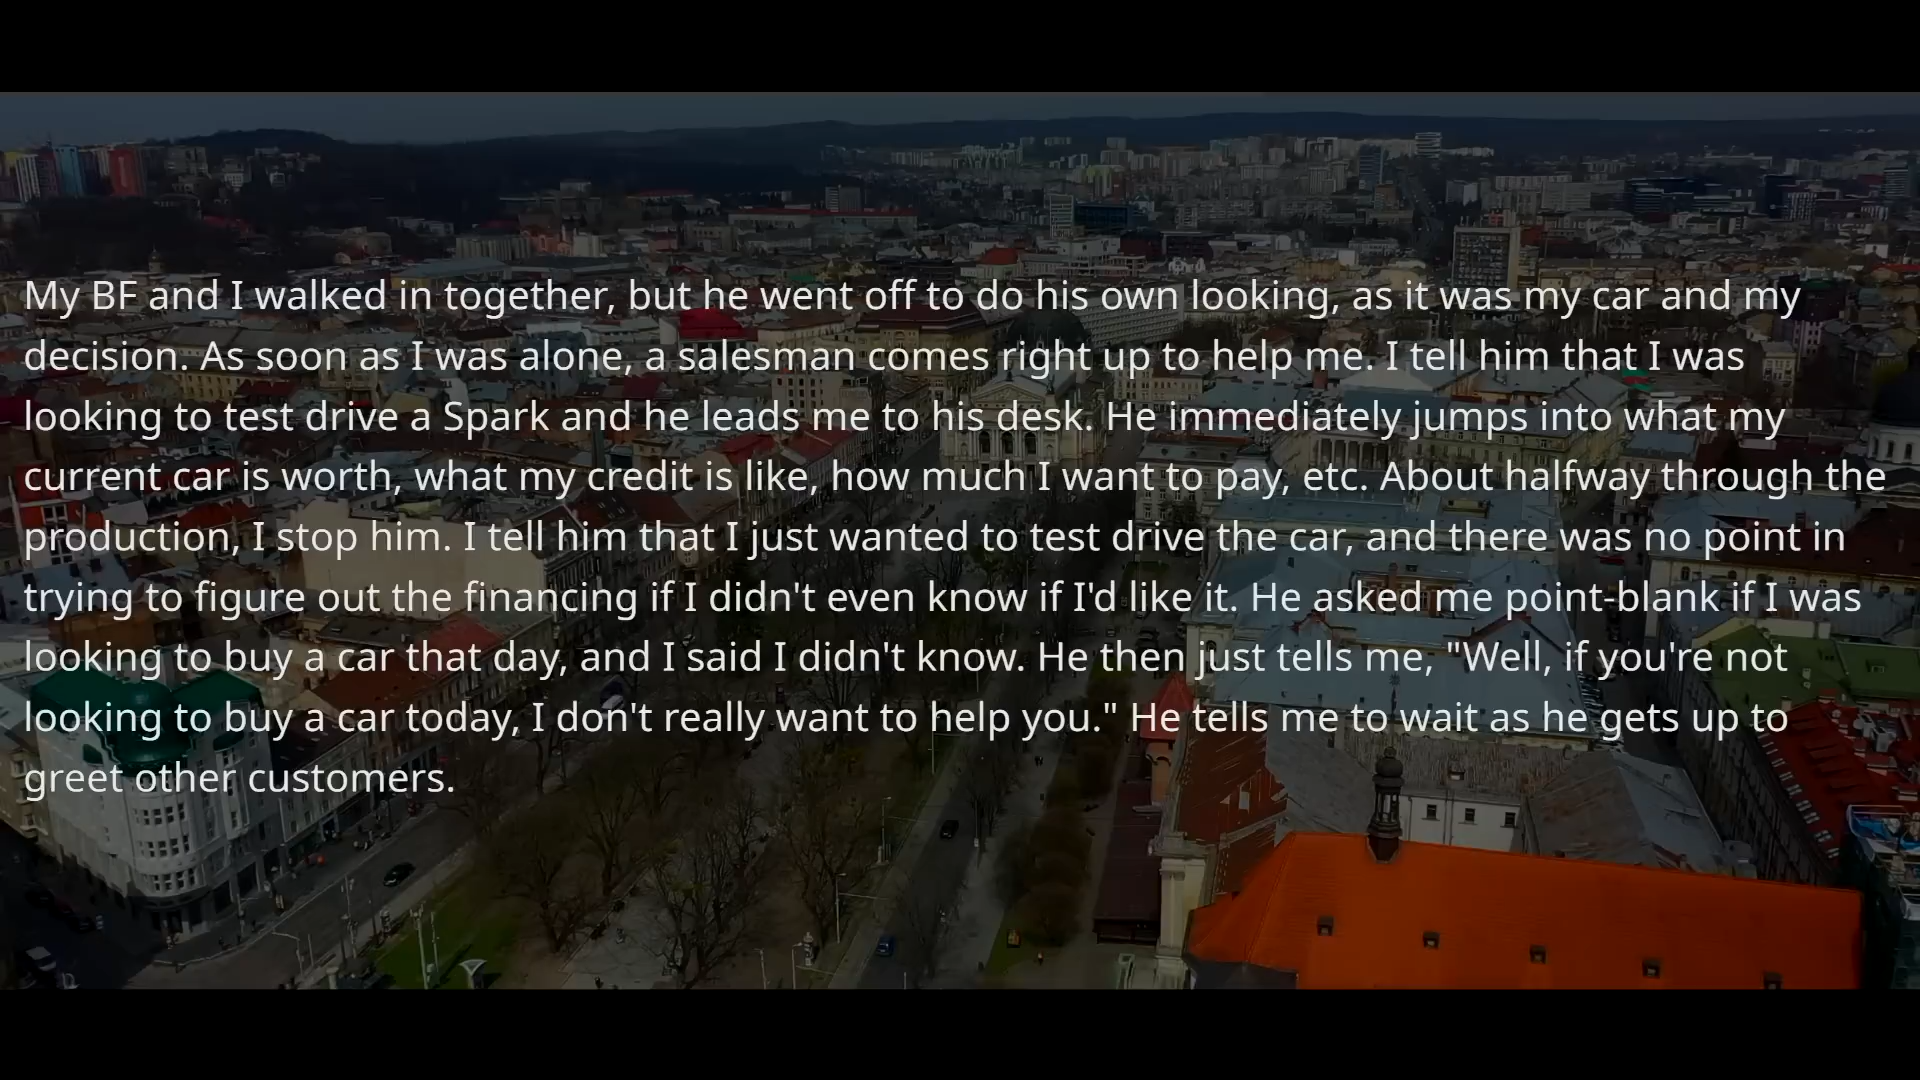 My BF and I walked in together, but he went off to do his own looking, as it was my car and my
decision. As soon as I was alone, a salesman comes right up to help me. I tell him that I was
looking to test drive a Spark and he leads me to his desk. He immediately jumps into what my
current car is worth, what my credit is like, how much I want to pay, etc. About halfway through the
production, I stop him. I tell him that I just wanted to test drive the car, and there was no point in
trying to figure out the financing if I didn't even know if I'd like it. He asked me point-blank if I was
looking to buy a car that day, and I said I didn't know. He then just tells me, "Well, if you're not
looking to buy a car today, I don't really want to help you." He tells me to wait as he gets up to
greet other customers.